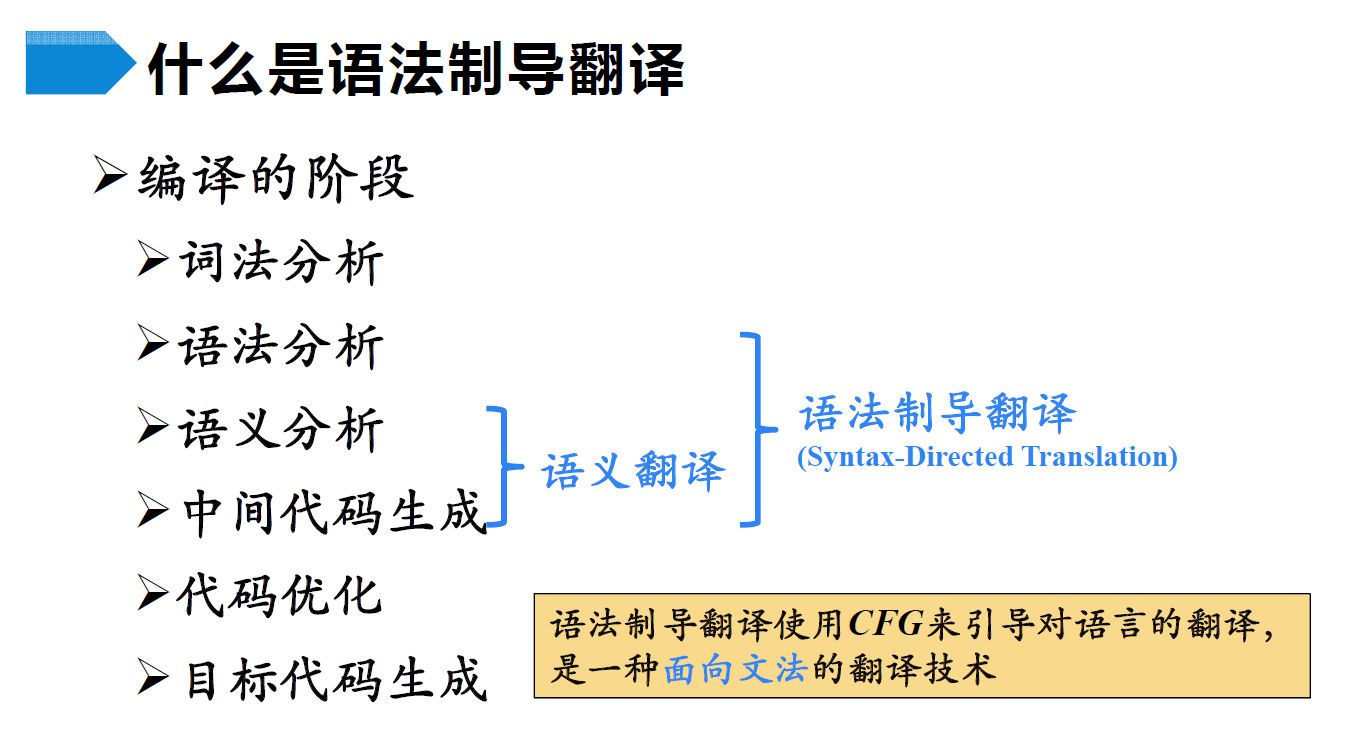 什么是语法制导翻译
编译的阶段
词法分析
语法分析
语义分析
中间代码生成
代码优化
目标代码生成
语义翻译
语法制导翻译
(Syntax-Directed Translation)
语法制导翻译使用CFG来引导对语言的翻译，
是一种面向文法的翻译技术